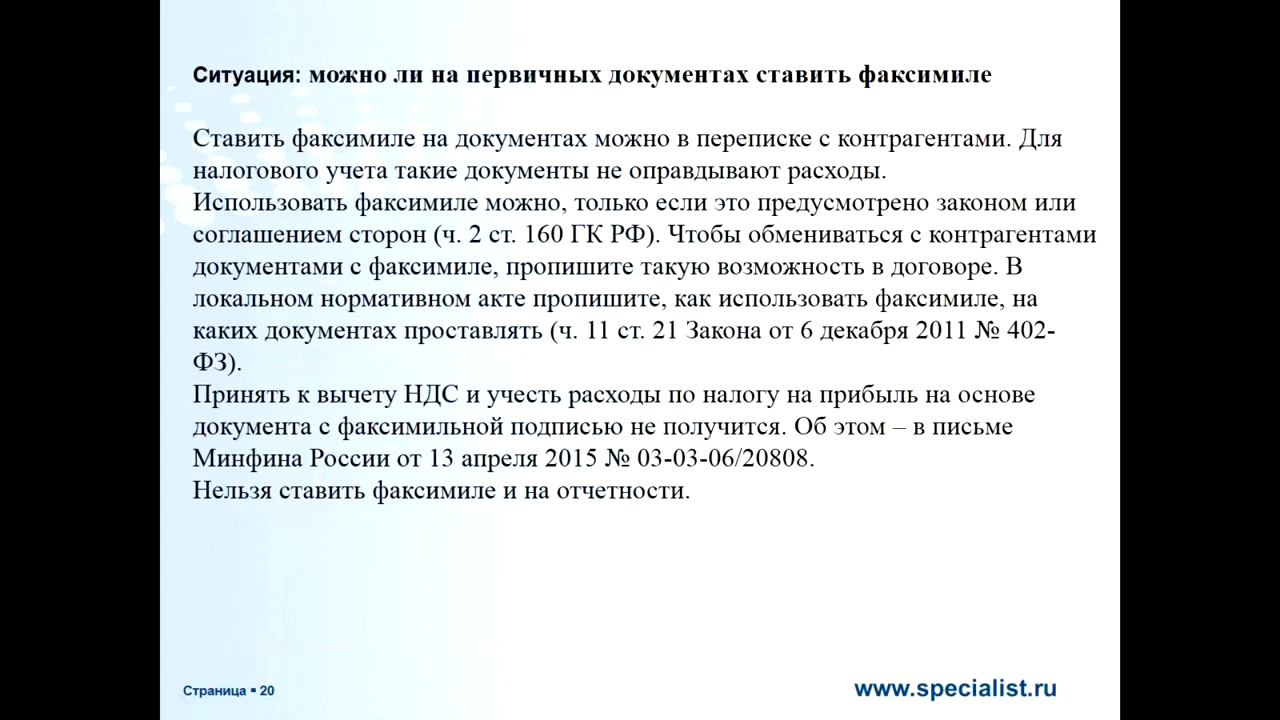 Ситуация: можно ли на первичных документах ставить факсимиле
Ставить факсимиле на документах можно в переписке с контрагентами. Для
налогового учета такие документы не оправдывают расходы.
Использовать факсимиле можно, только если это предусмотрено законом или
соглашением сторон (ч. 2 ст. 160 ГК РФ). Чтобы обмениваться с контрагентами
документами с факсимиле, пропишите такую возможность в договоре. В
локальном нормативном акте пропишите, как использовать факсимиле, на
каких документах проставлять (ч. 11 ст. 21 Закона от 6 декабря 2011 № 402-
ФЗ).
Принять к вычету НДС и учесть расходы по налогу на прибыль на основе
документа с факсимильной подписью не получится. Об этом – в письме
Минфина России от 13 апреля 2015 № 03-03-06/20808.
Нельзя ставить факсимиле и на отчетности.
Страница ▪ 20
www.specialist.ru